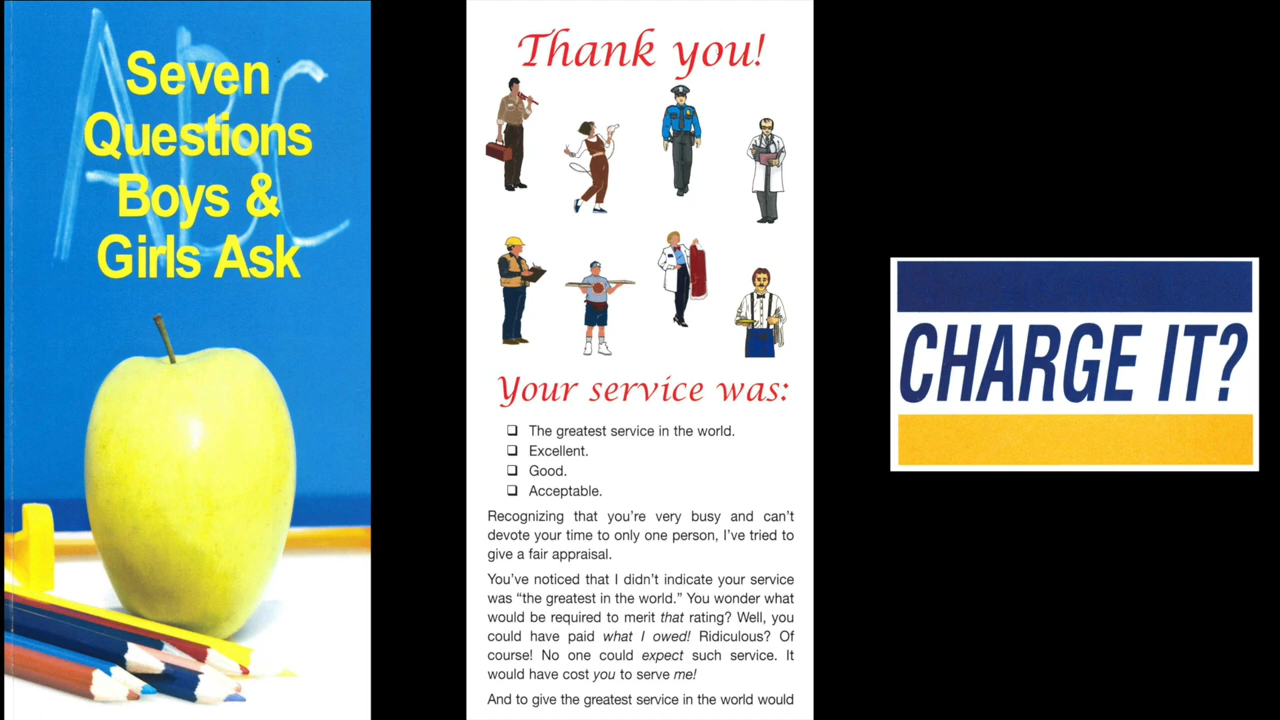 ABC
Seven
Questions
Boys &
Girls Ask
Thank you!
Your service was:
❑ The greatest service in the world.
❑ Excellent.
❑ Good.
❑ Acceptable.
Recognizing that you’re very busy and can’t
devote your time to only one person, I’ve tried to
give a fair appraisal.
You’ve noticed that I didn’t indicate your service
was “the greatest in the world.” You wonder what
would be required to merit that rating? Well, you
could have paid what I owed! Ridiculous? Of
course! No one could expect such service. It
would have cost you to serve me!
And to give the greatest service in the world would
CHARGE IT?